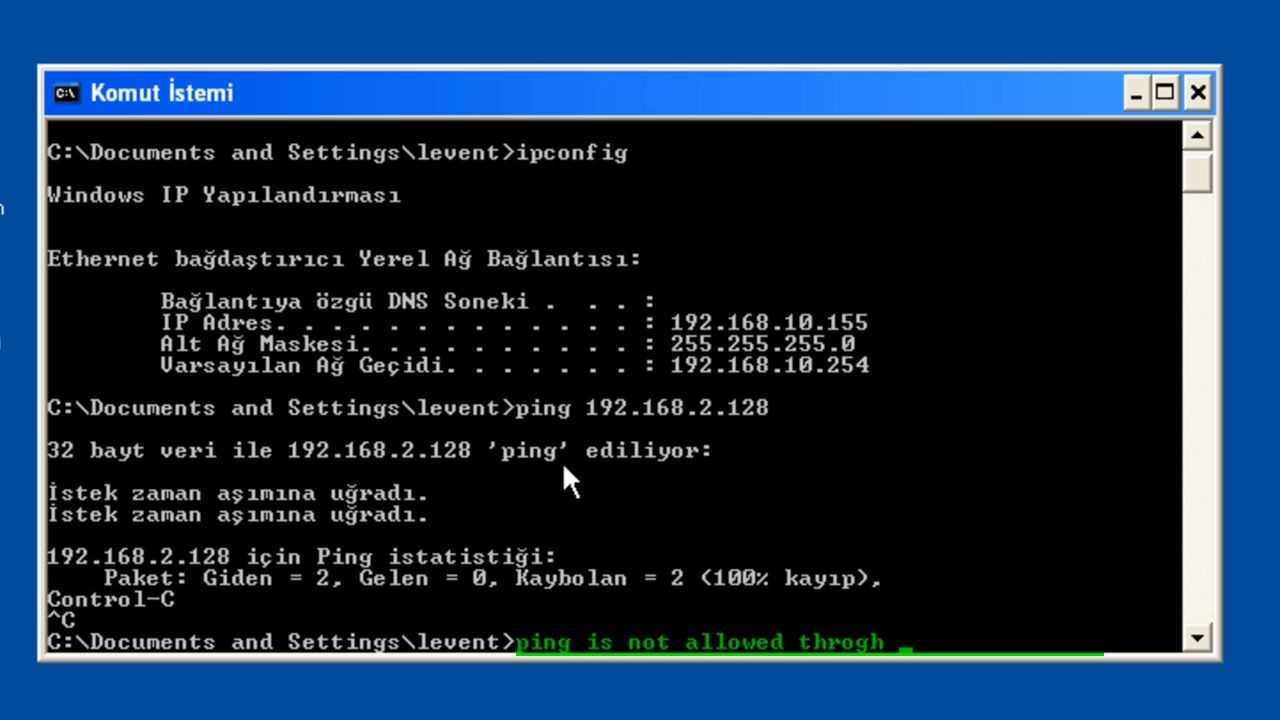 Komut İstemi
C:\Documents and Settings\levent>ipconfig
Windows IP Yapılandırması
Ethernet bağdaştırıcı Yerel Ağ Bağlantısı:
Bağlantıya özgü DNS Soneki . . . :
IP Adres. . . . . . . . . . . . . : 192.168.10.155
Alt Ağ Maskesi. . . . . . . . . . : 255.255.255.0
Varsayılan Ağ Geçidi. . . . . . . : 192.168.10.254
C:\Documents and Settings\levent>ping 192.168.2.128
32 bayt veri ile 192.168.2.128 'ping' ediliyor:
İstek zaman aşımına uğradı.
İstek zaman aşımına uğradı.
192.168.2.128 için Ping istatistiği:
Paket: Giden = 2, Gelen = 0, Kaybolan = 2 (100% kayıp),
Control-C
^C
C:\Documents and Settings\levent>ping is not allowed throgh _